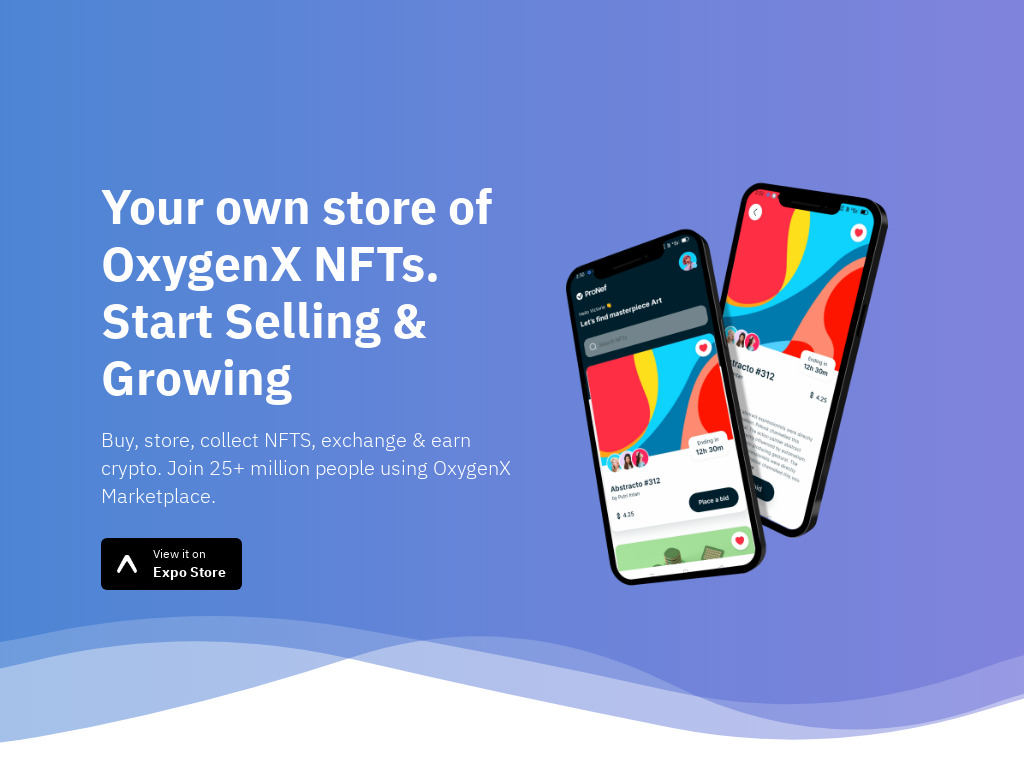 Your own store of
OxygenX NFTs.
Start Selling &
Growing
Buy, store, collect NFTS, exchange & earn
crypto. Join 25+ million people using OxygenX
Marketplace.
View it on
Expo Store
ProNef
Hello Victoria 👋
Let's find masterpiece Art
Search NFTs
Ending in
12h 30m
Abstracto #312
by Putri Intan
4.25
Place a bid
Ending in
12h 30m
tracto #312
4.25
bid